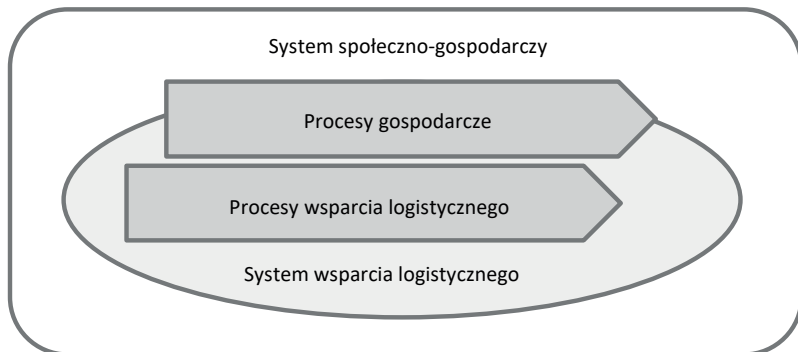 System społeczno-gospodarczy
Procesy gospodarcze
Procesy wsparcia logistycznego
System wsparcia logistycznego